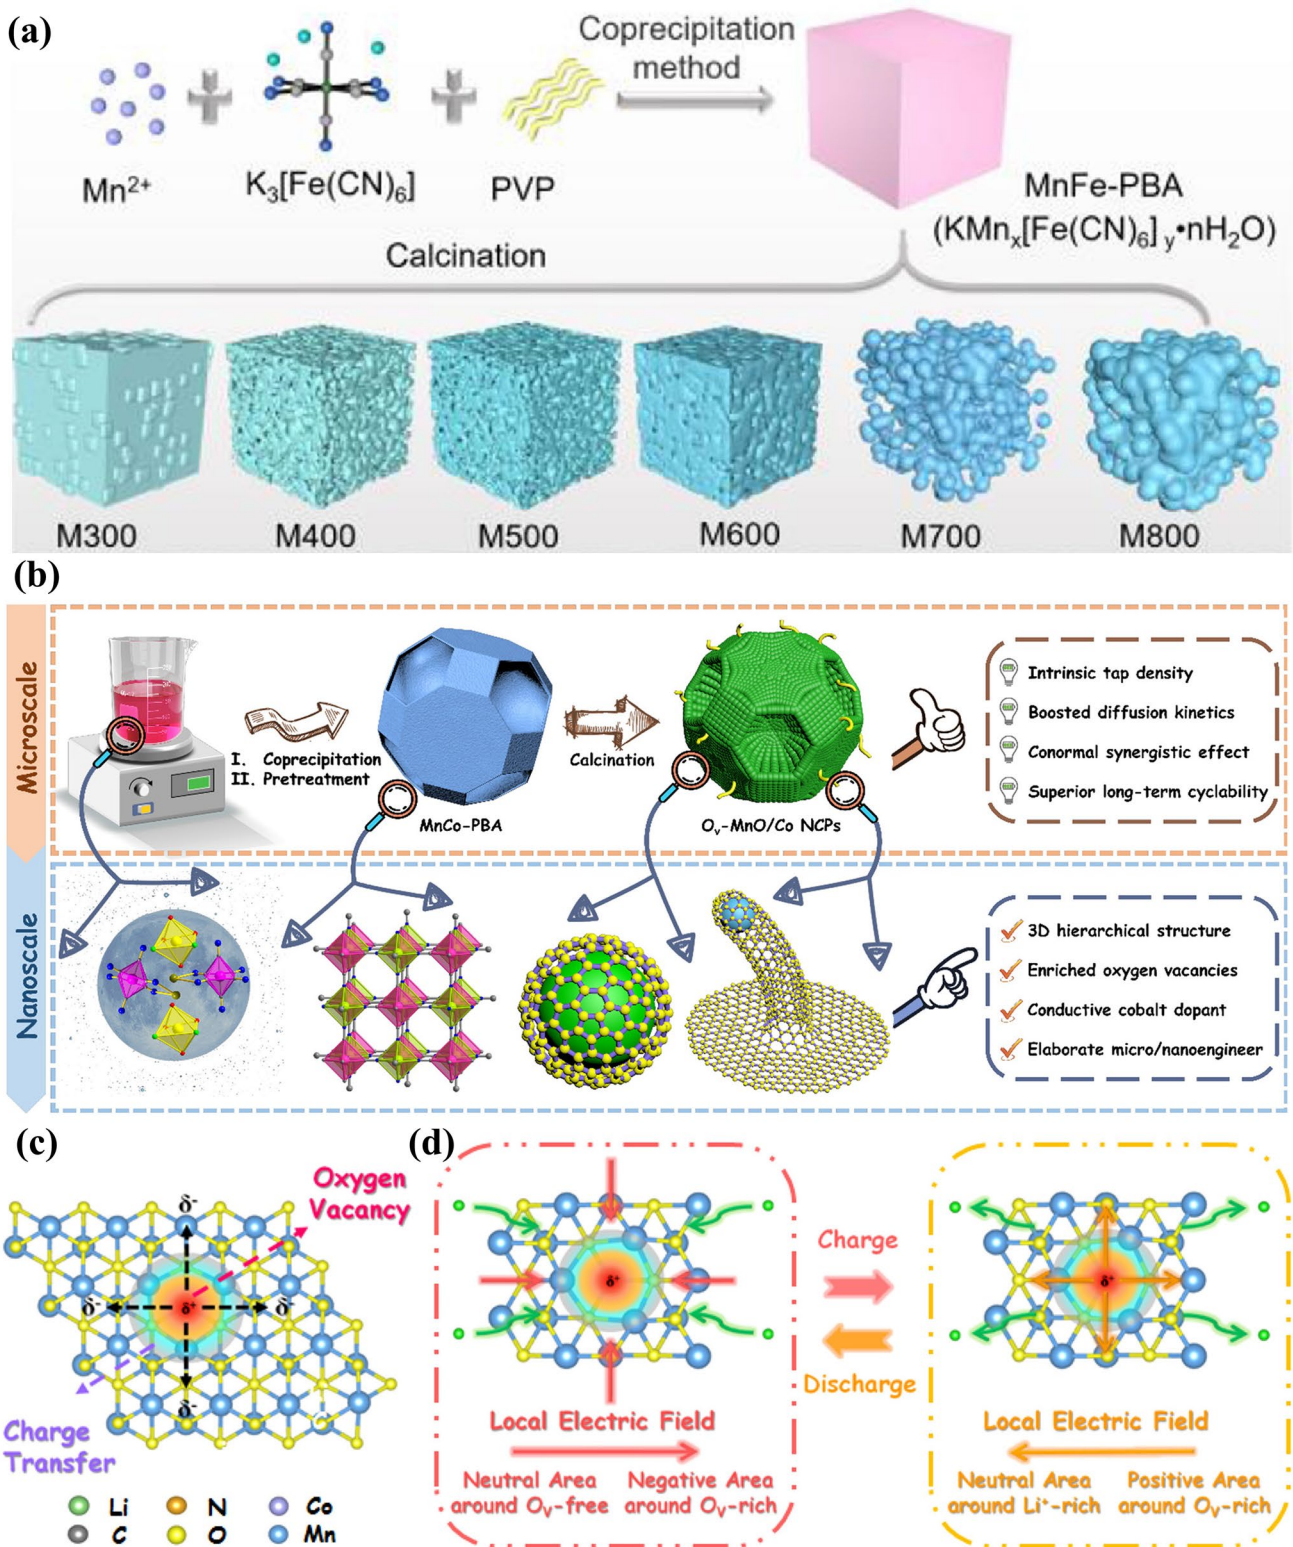 (a)
Coprecipitation
method
Mn²⁺
K₃[Fe(CN)₆]
PVP
MnFe-PBA
(KMnₓ[Fe(CN)₆] y•nH₂O)
Calcination
M300
M400
M500
M600
M700
M800
(b)
Microscale
I. Coprecipitation
II. Pretreatment
MnCo-PBA
Calcination
Oᵥ-MnO/Co NCPs
Intrinsic tap density
Boosted diffusion kinetics
Conormal synergistic effect
Superior long-term cyclability
Nanoscale
3D hierarchical structure
Enriched oxygen vacancies
Conductive cobalt dopant
Elaborate micro/nanoengineer
(c)
Oxygen
Vacancy
δ⁻
δ⁻
δ⁺
δ⁻
δ⁻
Charge
Transfer
Li
N
Co
C
O
Mn
(d)
δ⁺
Local Electric Field
Neutral Area
around Oᵥ-free
Negative Area
around Oᵥ-rich
Charge
Discharge
δ⁺
Local Electric Field
Neutral Area
around Li⁺-rich
Positive Area
around Oᵥ-rich